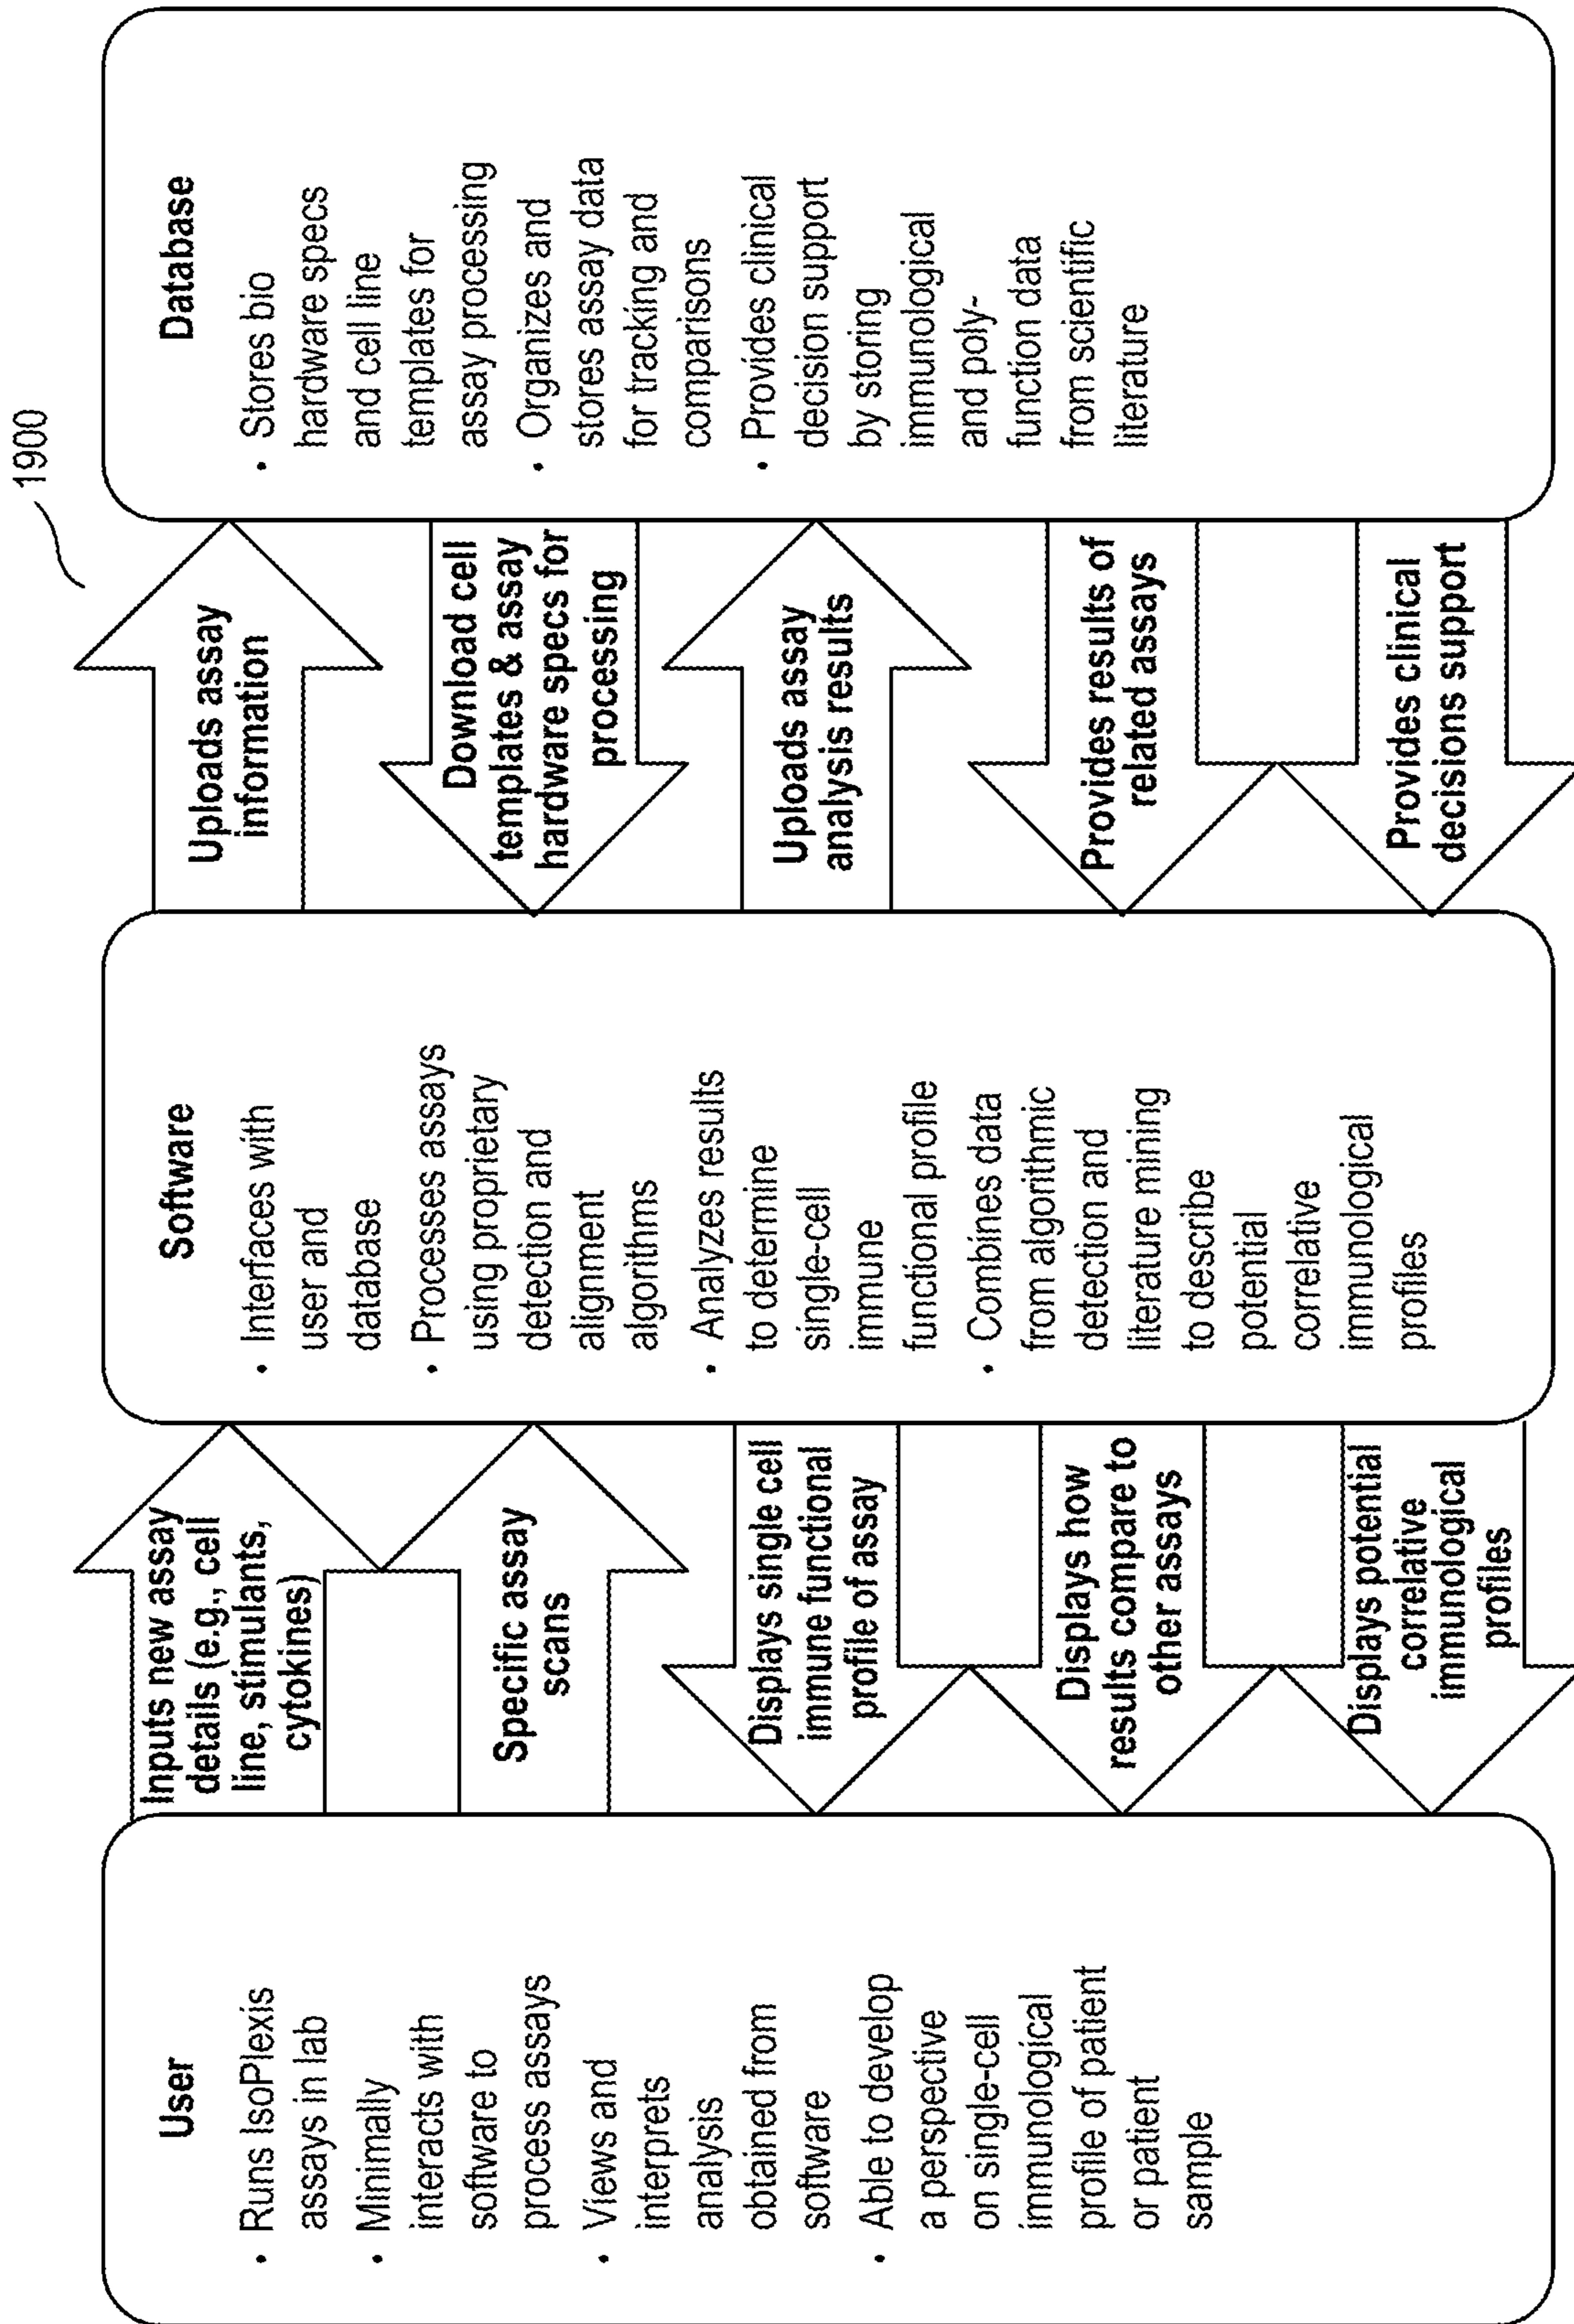 1900
User
• Runs IsoPlexis
assays in lab
• Minimally
interacts with
software to
process assays
• Views and
interprets
analysis
obtained from
software
• Able to develop
a perspective
on single-cell
immunological
profile of patient
or patient
sample
Inputs new assay
details (e.g., cell
line, stimulants,
cytokines)
Specific assay
scans
Displays single cell
immune functional
profile of assay
Displays how
results compare to
other assays
Displays potential
correlative
immunological
profiles
Software
• Interfaces with
user and
database
• Processes assays
using proprietary
detection and
alignment
algorithms
• Analyzes results
to determine
single-cell
immune
functional profile
• Combines data
from algorithmic
detection and
literature mining
to describe
potential
correlative
immunological
profiles
Uploads assay
information
Download cell
templates & assay
hardware specs for
processing
Uploads assay
analysis results
Provides results of
related assays
Provides clinical
decisions support
Database
• Stores bio
hardware specs
and cell line
templates for
assay processing
• Organizes and
stores assay data
for tracking and
comparisons
• Provides clinical
decision support
by storing
immunological
and poly-
function data
from scientific
literature